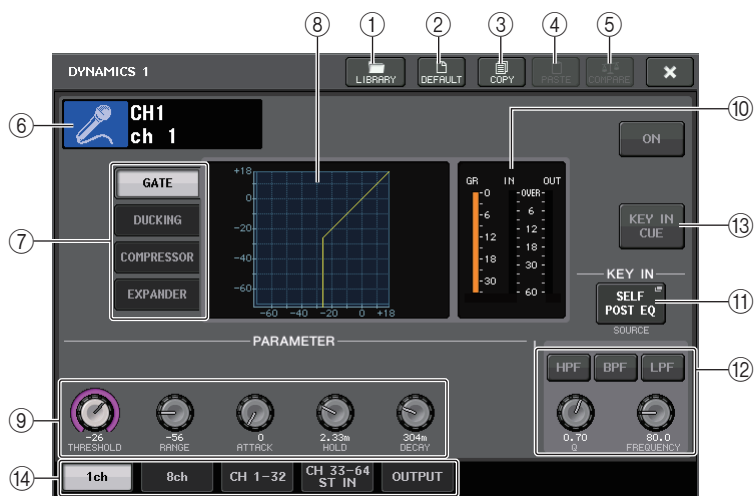 ① ② ③ ④ ⑤ ⑧
DYNAMICS 1
LIBRARY DEFAULT COPY PASTE COMPARE ×
⑥ CH1
ch 1
⑩
ON
⑦ GATE
DUCKING
COMPRESSOR
EXPANDER
+18
0
-20
-40
-60
-60 -40 -20 0 +18
GR IN OUT
0 OVER
6 6
12 12
18 18
30 30
60
KEY IN
CUE
⑬
KEY IN
SELF
POST EQ
⑪
SOURCE
PARAMETER
HPF BPF LPF
⑫
⑨
-26 -56 0 2.33m 304m
THRESHOLD RANGE ATTACK HOLD DECAY
0.70 80.0
Q FREQUENCY
⑭ 1ch 8ch CH 1-32 CH 33-64
ST IN OUTPUT